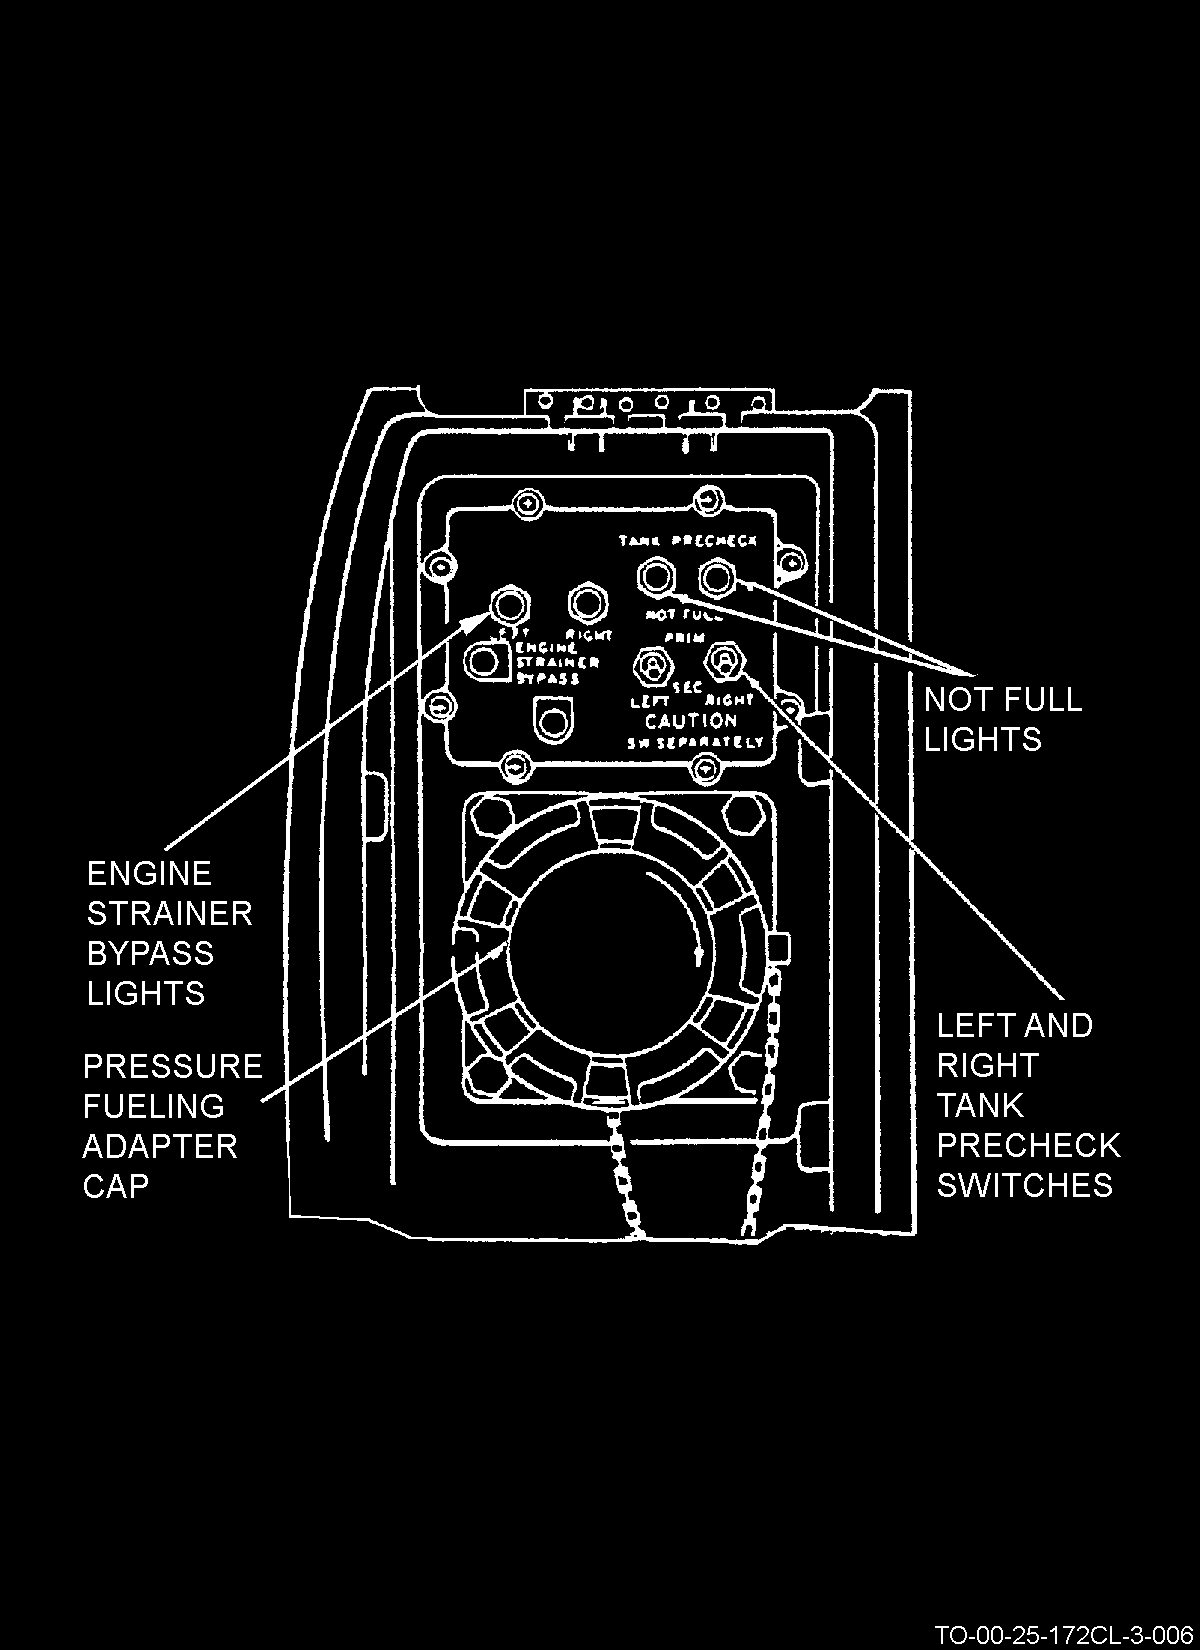 TANK PRECHECK
NOT FULL
LEFT RIGHT
ENGINE
STRAINER
BYPASS
PRIM
SEC
LEFT RIGHT
CAUTION
SW SEPARATELY
NOT FULL
LIGHTS
ENGINE
STRAINER
BYPASS
LIGHTS
PRESSURE
FUELING
ADAPTER
CAP
LEFT AND
RIGHT
TANK
PRECHECK
SWITCHES
TO-00-25-172CL-3-006